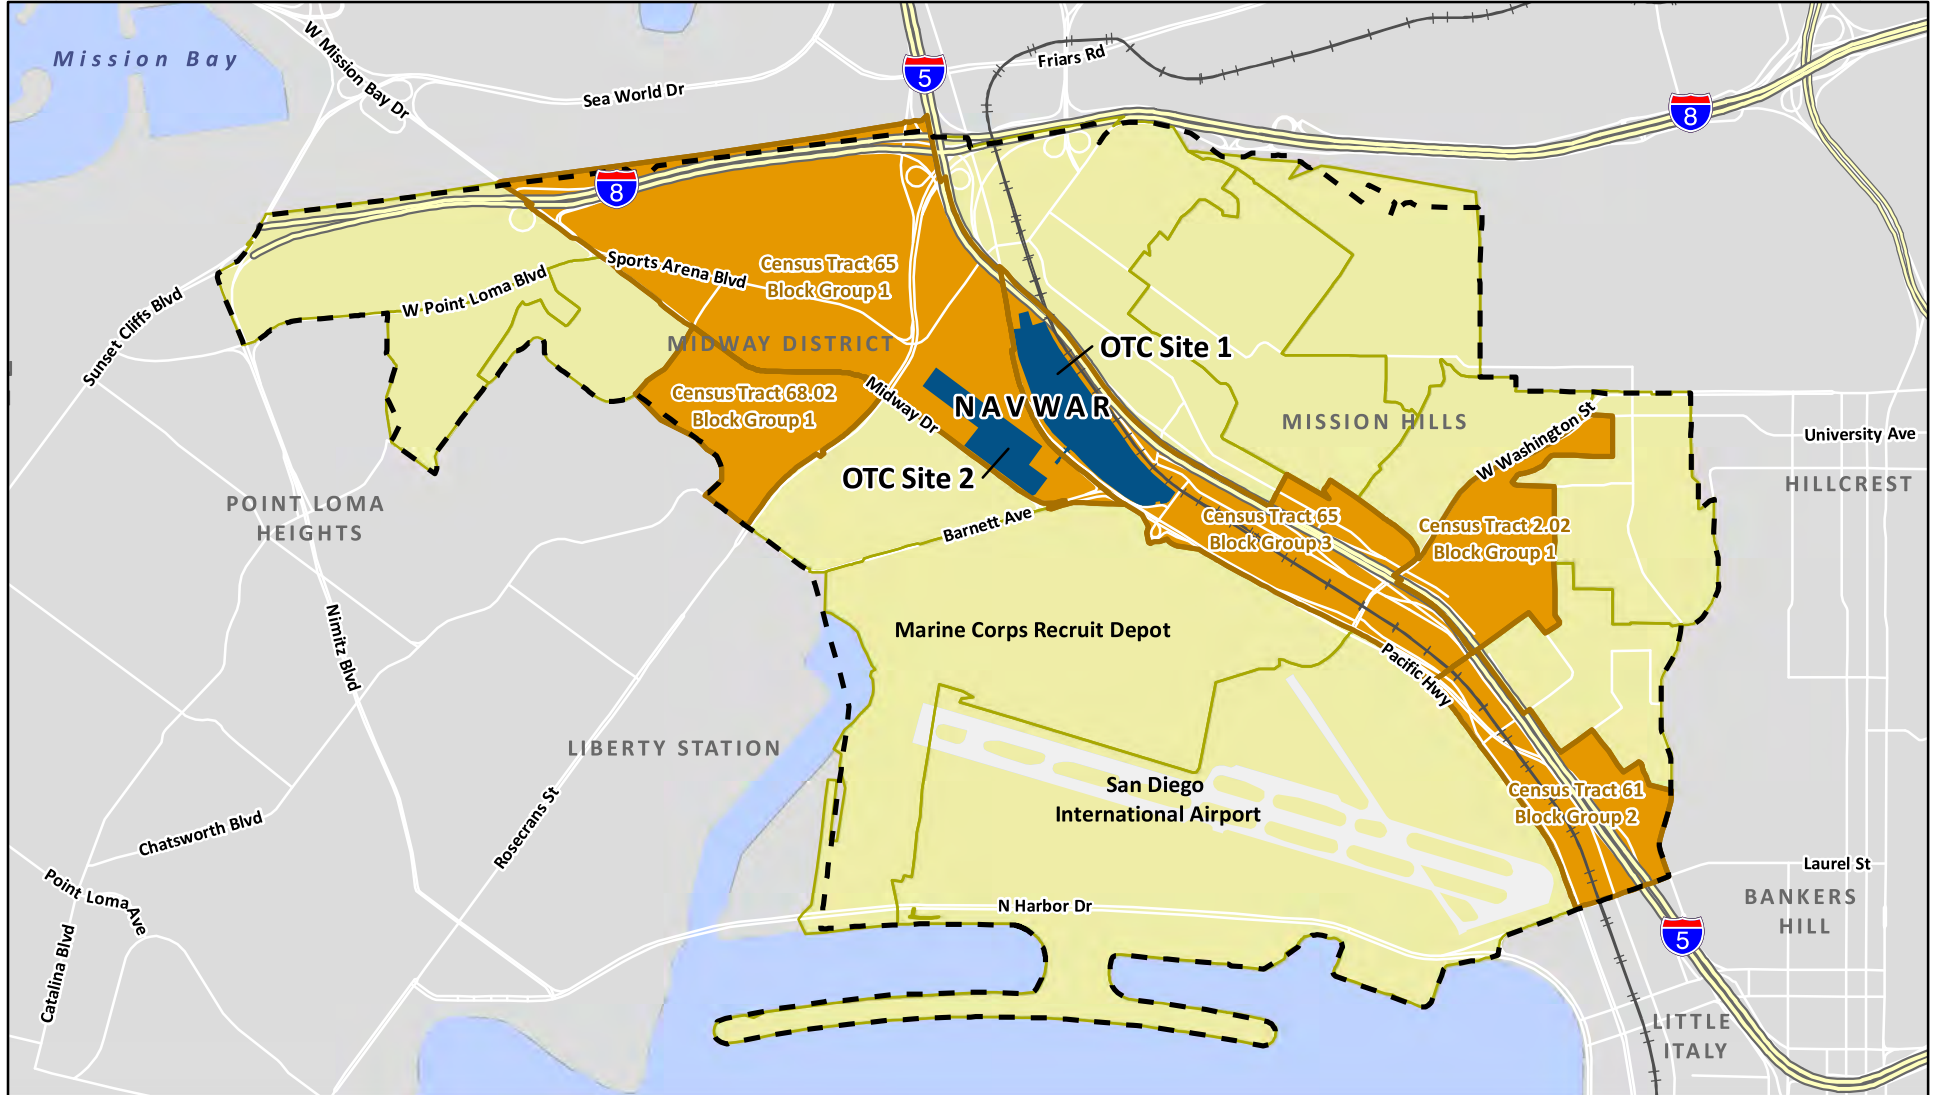 Mission Bay
W Mission Bay Dr
Sea World Dr
5
Friars Rd
8
8
Sunset Cliffs Blvd
W Point Loma Blvd
Sports Arena Blvd
Census Tract 65
Block Group 1
MIDWAY DISTRICT
OTC Site 1
Census Tract 68.02
Block Group 1
Midway Dr
NAVWAR
MISSION HILLS
W Washington St
University Ave
HILLCREST
OTC Site 2
POINT LOMA
HEIGHTS
Barnett Ave
Census Tract 65
Block Group 3
Census Tract 2.02
Block Group 1
Nimitz Blvd
Marine Corps Recruit Depot
Pacific Hwy
LIBERTY STATION
San Diego
International Airport
Census Tract 61
Block Group 2
Chatsworth Blvd
Rosecrans St
Laurel St
Point Loma Ave
N Harbor Dr
BANKERS
HILL
5
Catalina Blvd
LITTLE
ITALY